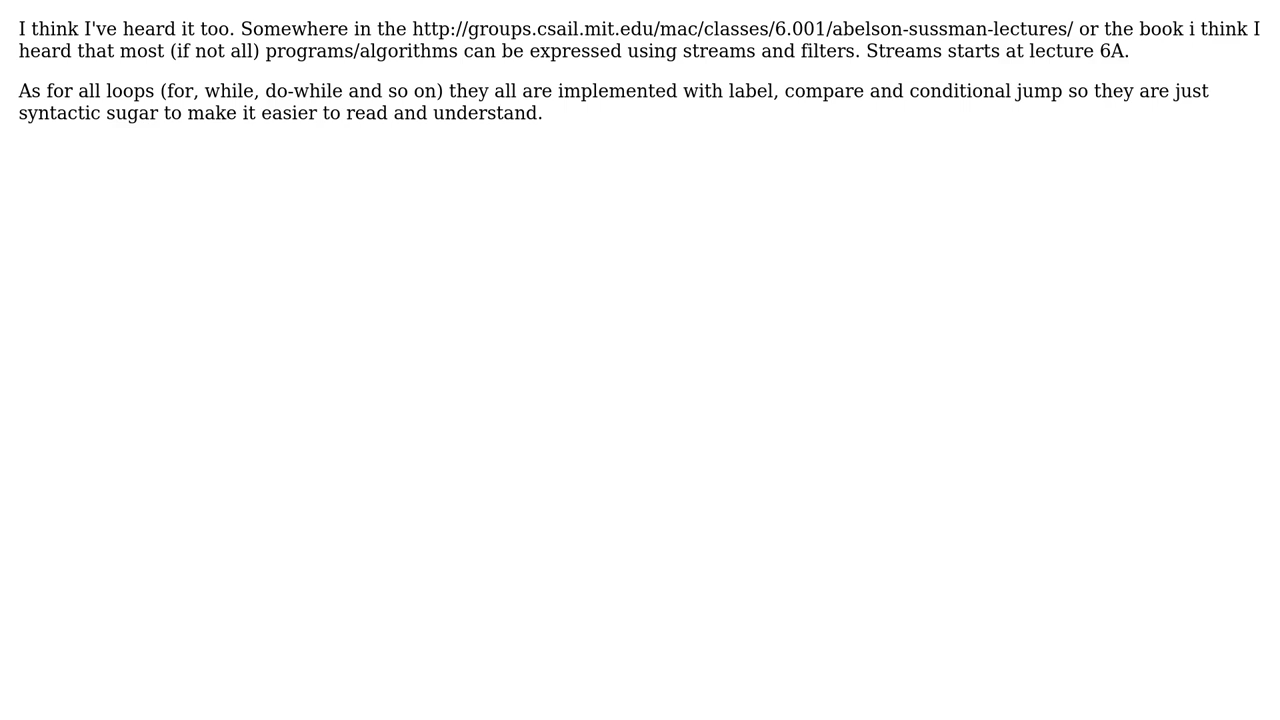 I think I've heard it too. Somewhere in the http://groups.csail.mit.edu/mac/classes/6.001/abelson-sussman-lectures/ or the book i think I
heard that most (if not all) programs/algorithms can be expressed using streams and filters. Streams starts at lecture 6A.
As for all loops (for, while, do-while and so on) they all are implemented with label, compare and conditional jump so they are just
syntactic sugar to make it easier to read and understand.